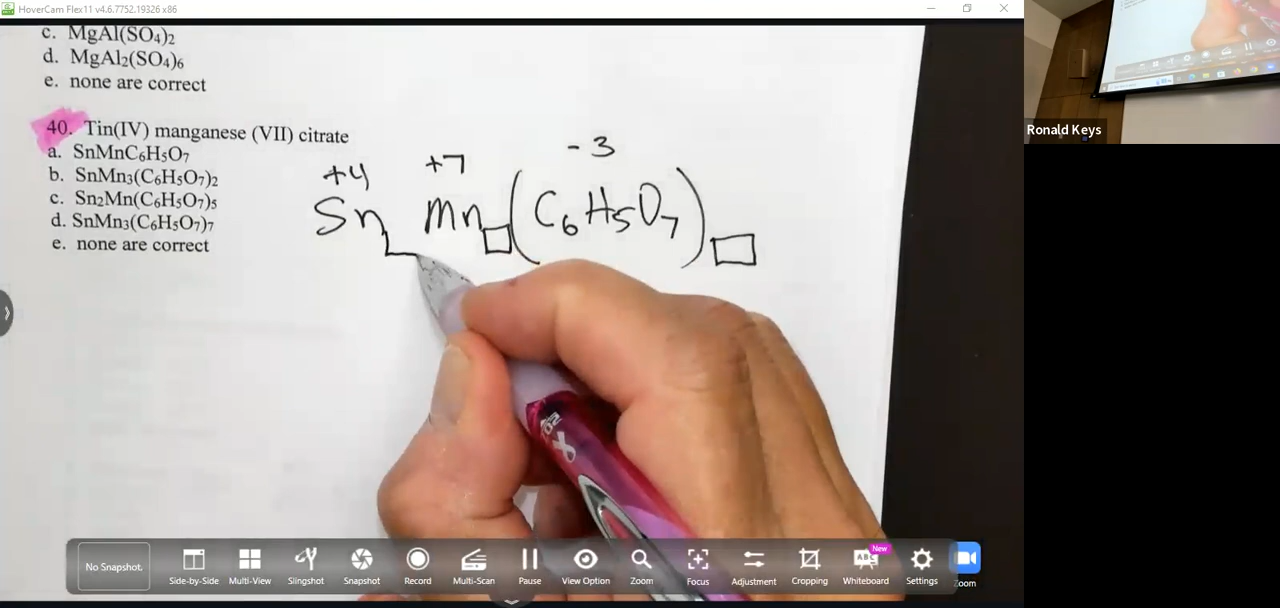 HoverCam Flex11 v4.6.7752.19326 x86
c. MgAl(SO₄)₂
d. MgAl₂(SO₄)₆
e. none are correct
40. Tin(IV) manganese (VII) citrate
a. SnMnC₆H₅O₇
b. SnMn₃(C₆H₅O₇)₂
c. Sn₂Mn(C₆H₅O₇)₅
d. SnMn₃(C₆H₅O₇)₇
e. none are correct
+4 +7 -3
Sn Mn (C₆H₅O₇)
Ronald Keys
No Snapshot.
Side-by-Side
Multi-View
Slingshot
Snapshot
Record
Multi-Scan
Pause
View Option
Zoom
Focus
Adjustment
Cropping
New
ABC
Whiteboard
Settings
Zoom